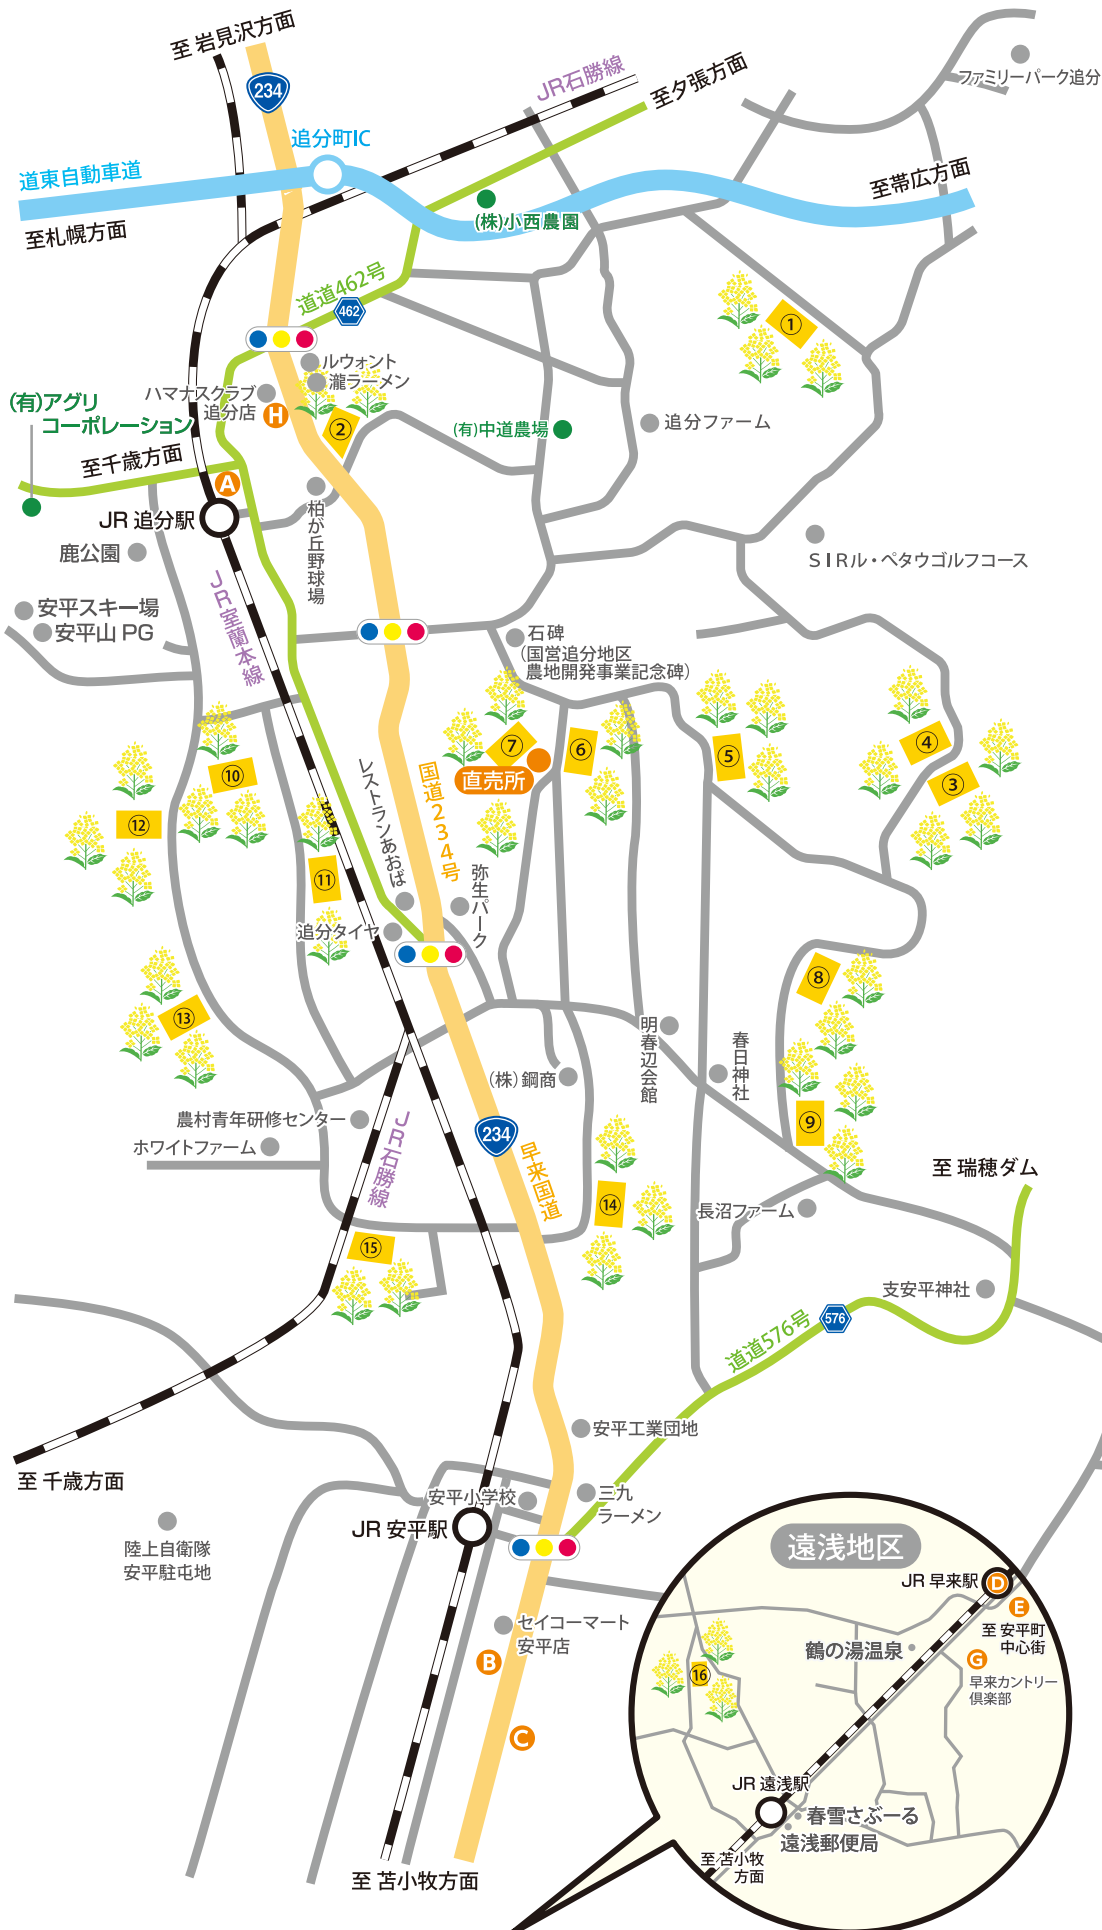 至 岩見沢方面
234
JR石勝線
至夕張方面
ファミリーパーク追分
追分町IC
道東自動車道
至札幌方面
至帯広方面
(株)小西農園
道道462号
462
①
ルウォント
瀧ラーメン
ハマナスクラブ
追分店
H
②
(有)アグリ
コーポレーション
(有)中道農場
追分ファーム
至千歳方面
A
JR 追分駅
柏が丘野球場
鹿公園
SIRル・ペタウゴルフコース
安平スキー場
安平山 PG
JR室蘭本線
石碑
(国営追分地区
農地開発事業記念碑)
⑦
⑥
⑤
④
③
直売所
⑩
⑫
⑪
レストランあおば
国道234号
弥生パーク
追分タイヤ
⑧
⑬
明春辺会館
春日神社
(株)鋼商
⑨
農村青年研修センター
ホワイトファーム
JR石勝線
234
早来国道
至 瑞穂ダム
⑭
長沼ファーム
⑮
支安平神社
道道576号
576
安平工業団地
至 千歳方面
安平小学校
三九
ラーメン
JR 安平駅
陸上自衛隊
安平駐屯地
セイコーマート
安平店
B
C
至 苫小牧方面
遠浅地区
JR 早来駅
D
E
至 安平町
中心街
鶴の湯温泉
G
早来カントリー
倶楽部
⑯
JR 遠浅駅
春雪さぶーる
遠浅郵便局
至 苫小牧
方面